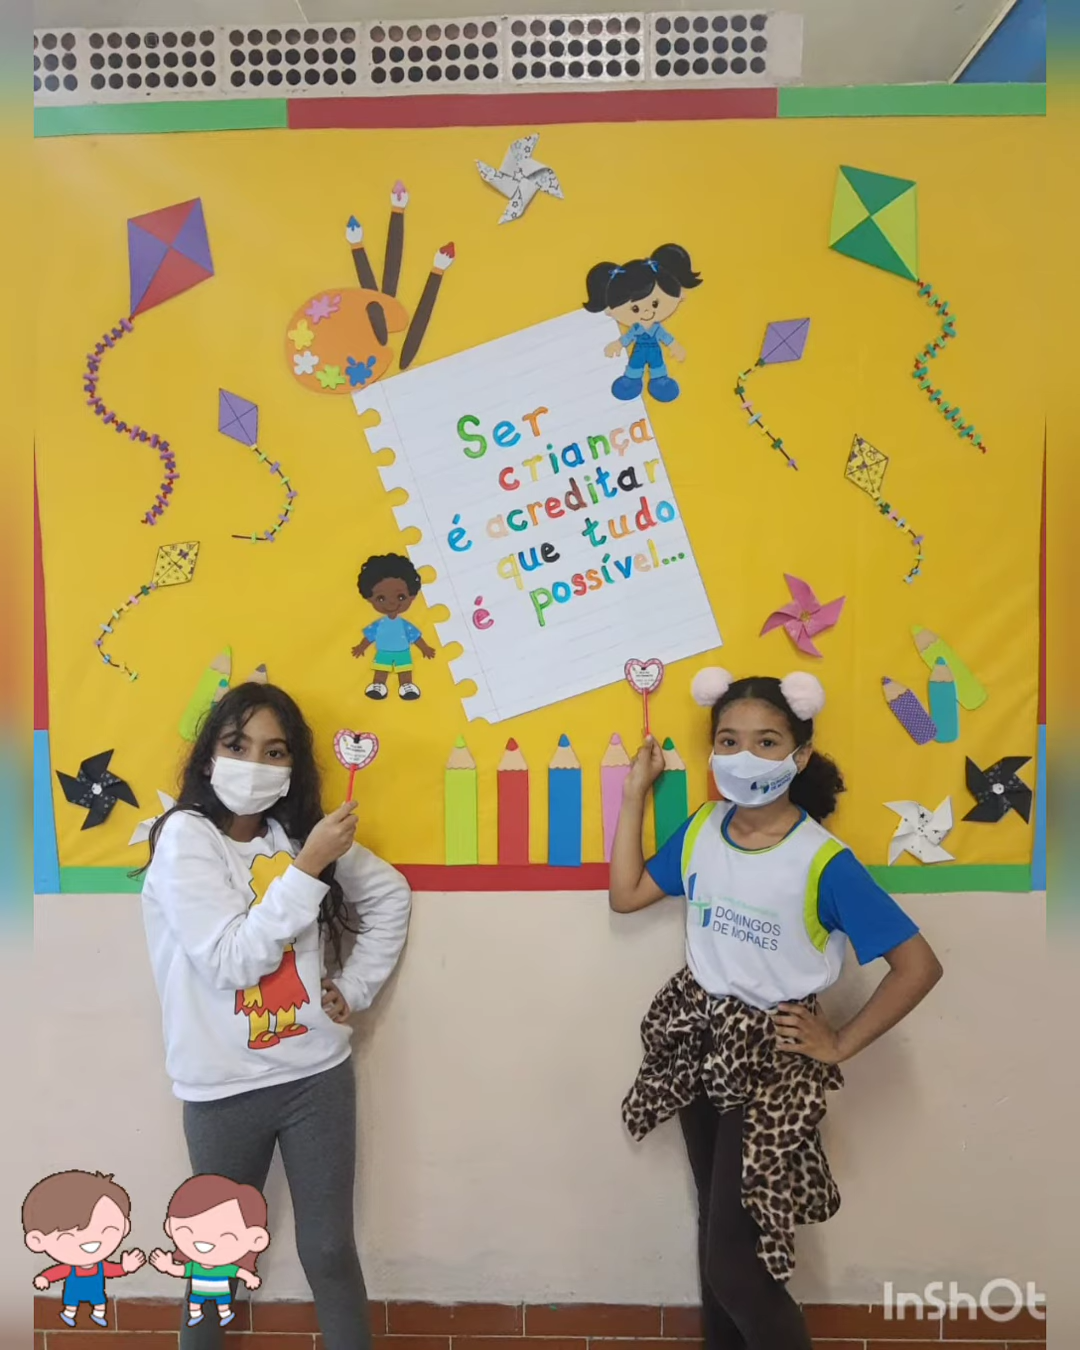 Ser
criança
é acreditar
que tudo
é possível...
DOMINGOS
DE MORAES
InShOt